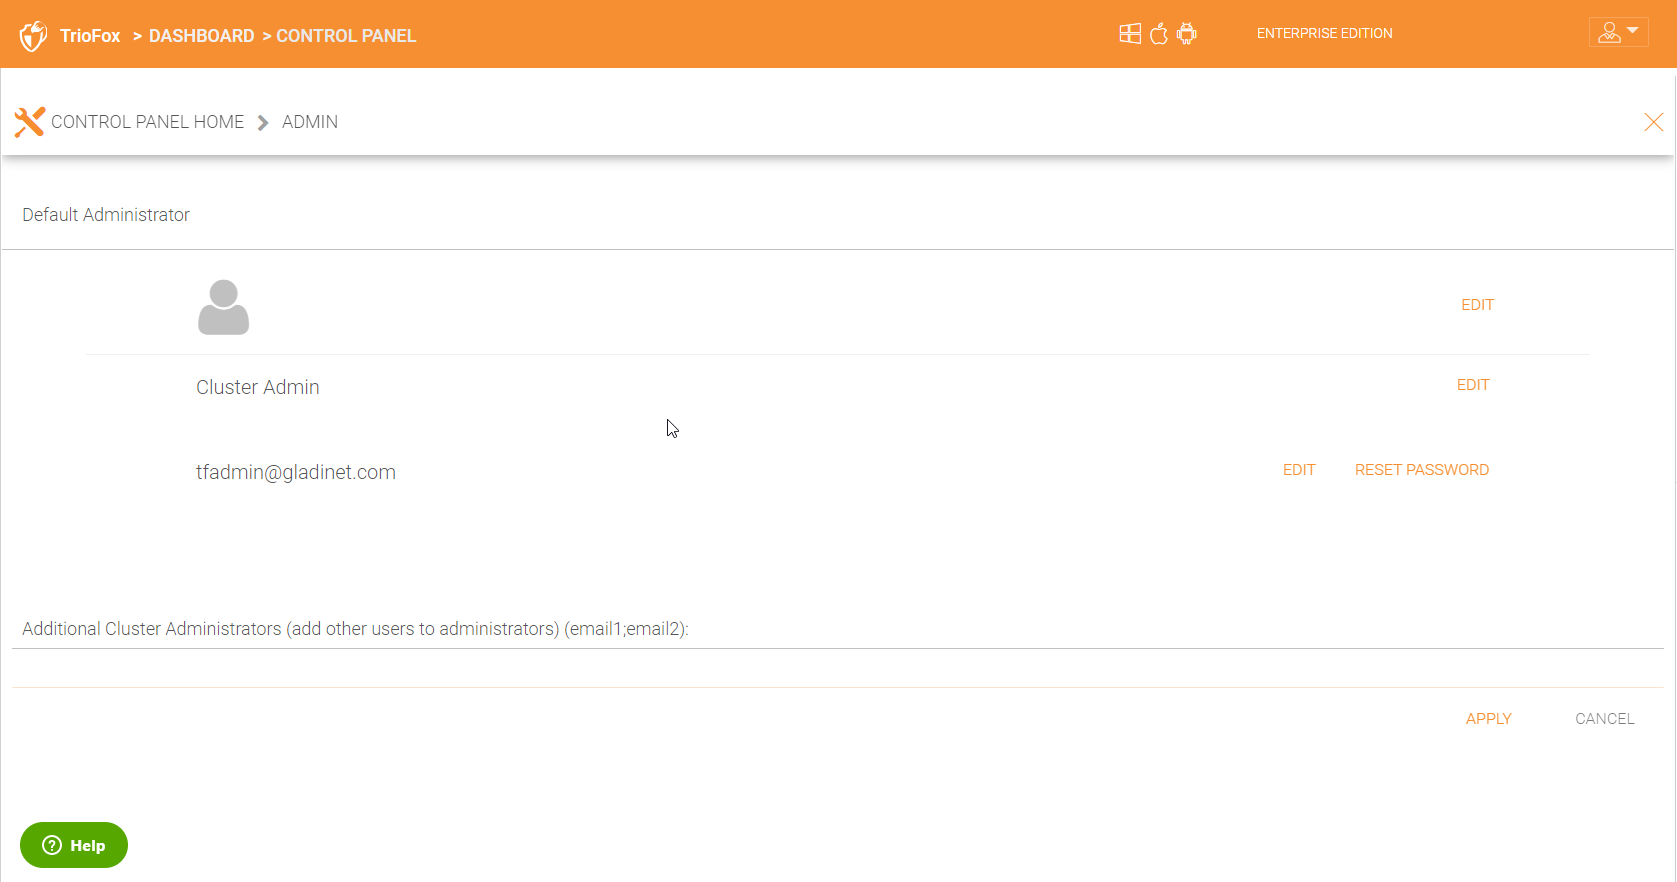 TrioFox > DASHBOARD > CONTROL PANEL
ENTERPRISE EDITION
CONTROL PANEL HOME ADMIN
Default Administrator
EDIT
Cluster Admin EDIT
tfadmin@gladinet.com EDIT RESET PASSWORD
Additional Cluster Administrators (add other users to administrators) (email1;email2):
APPLY CANCEL
? Help